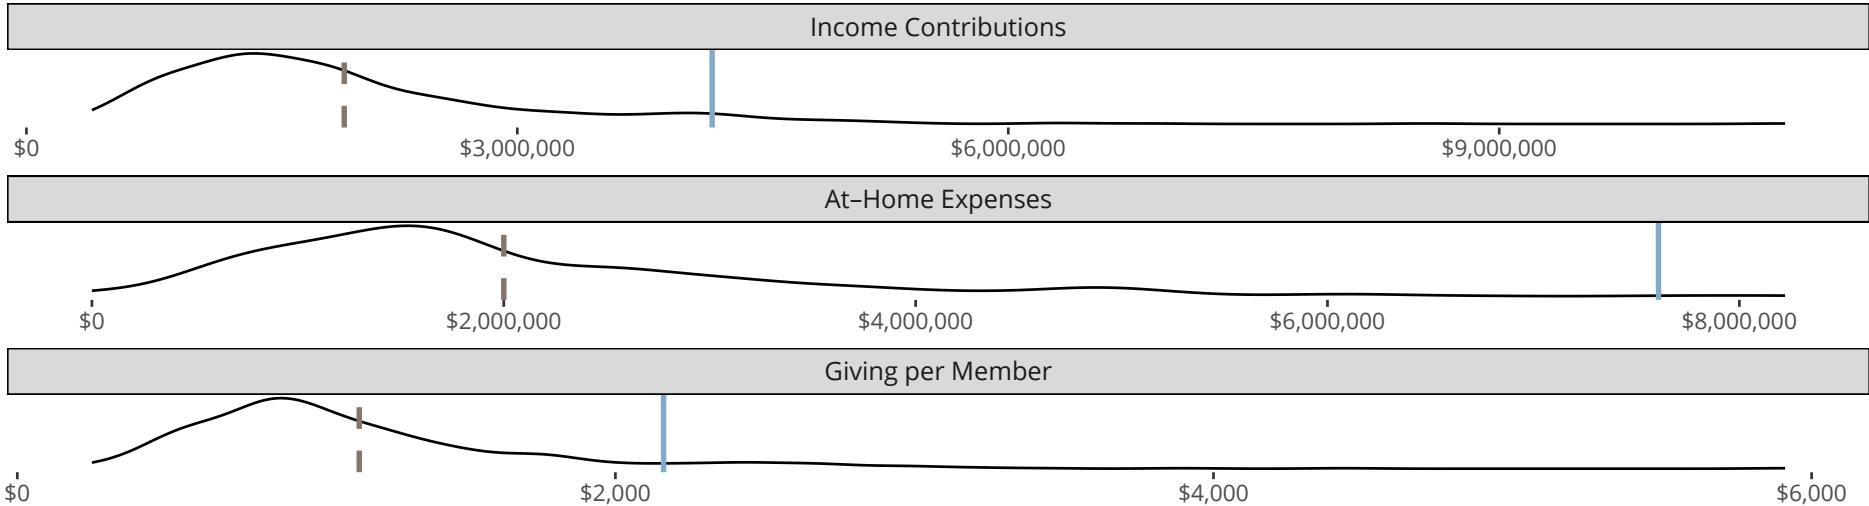 Income Contributions
$0 $3,000,000 $6,000,000 $9,000,000
At–Home Expenses
$0 $2,000,000 $4,000,000 $6,000,000 $8,000,000
Giving per Member
$0 $2,000 $4,000 $6,000